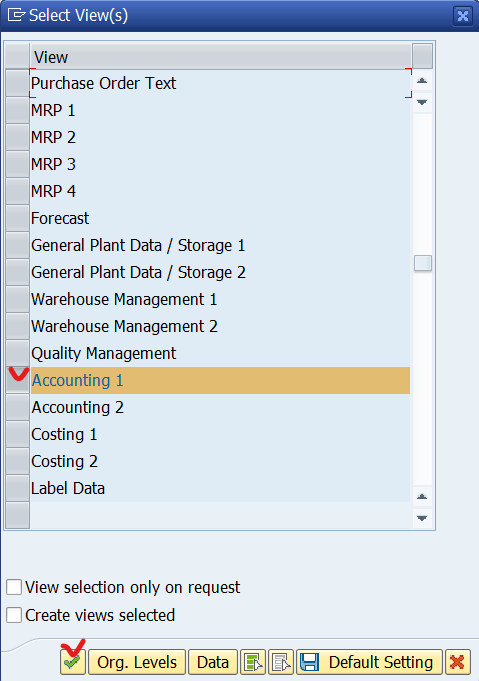 Select View(s)
View
Purchase Order Text
MRP 1
MRP 2
MRP 3
MRP 4
Forecast
General Plant Data / Storage 1
General Plant Data / Storage 2
Warehouse Management 1
Warehouse Management 2
Quality Management
Accounting 1
Accounting 2
Costing 1
Costing 2
Label Data
View selection only on request
Create views selected
Org. Levels Data Default Setting